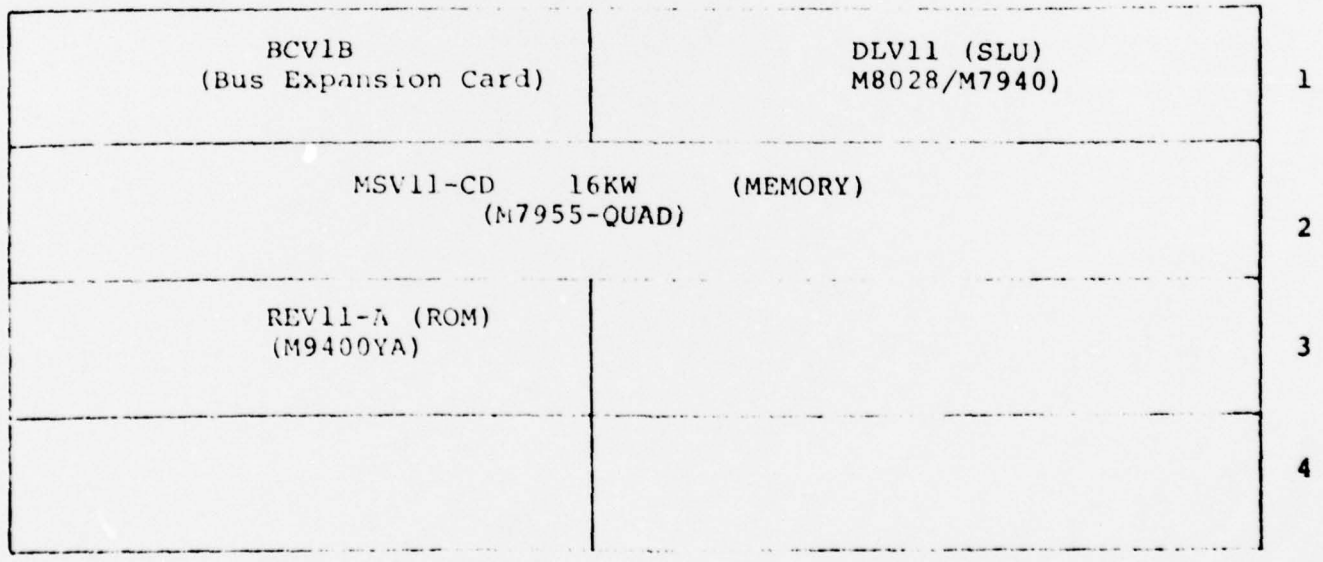 BCV1B
(Bus Expansion Card)
DLV11 (SLU)
M8028/M7940)
1
MSV11-CD 16KW (MEMORY)
(M7955-QUAD)
2
REV11-A (ROM)
(M9400YA)
3
4